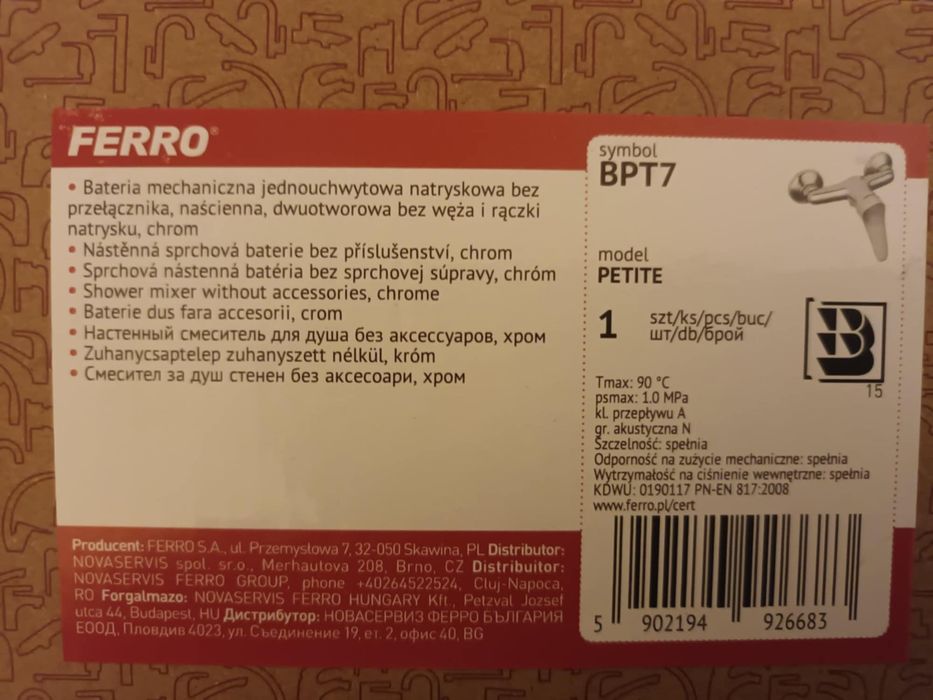 FERRO®
• Bateria mechaniczna jednouchwytowa natryskowa bez
przełącznika, naścienna, dwuotworowa bez węża i rączki
natrysku, chrom
• Nástěnná sprchová baterie bez příslušenství, chrom
• Sprchová nástenná batéria bez sprchovej súpravy, chróm
• Shower mixer without accessories, chrome
• Baterie dus fara accesorii, crom
• Настенный смеситель для душа без аксессуаров, хром
• Zuhanycsaptelep zuhanyszett nélkül, króm
• Смесител за душ стенен без аксесоари, хром
symbol
BPT7
model
PETITE
1
szt/ks/pcs/buc/
шт/db/брой
B
15
Tmax: 90 °C
psmax: 1.0 MPa
kl. przepływu A
gr. akustyczna N
Szczelność: spełnia
Odporność na zużycie mechaniczne: spełnia
Wytrzymałość na ciśnienie wewnętrzne: spełnia
KDWU: 0190117 PN-EN 817:2008
www.ferro.pl/cert
5 902194 926683
Producent: FERRO S.A., ul. Przemysłowa 7, 32-050 Skawina, PL Distributor:
NOVASERVIS spol. sr.o., Merhautova 208, Brno, CZ Distribuitor:
NOVASERVIS FERRO GROUP, phone +40264522524, Cluj-Napoca,
RO Forgalmazo: NOVASERVIS FERRO HUNGARY Kft., Petzval Jozsef
utca 44, Budapest, HU Дистрибутор: НОВАСЕРВИЗ ФЕРРО БЪЛГАРИЯ
ЕООД, Пловдив 4023, ул. Съединение 19, ет. 2, офис 40, BG